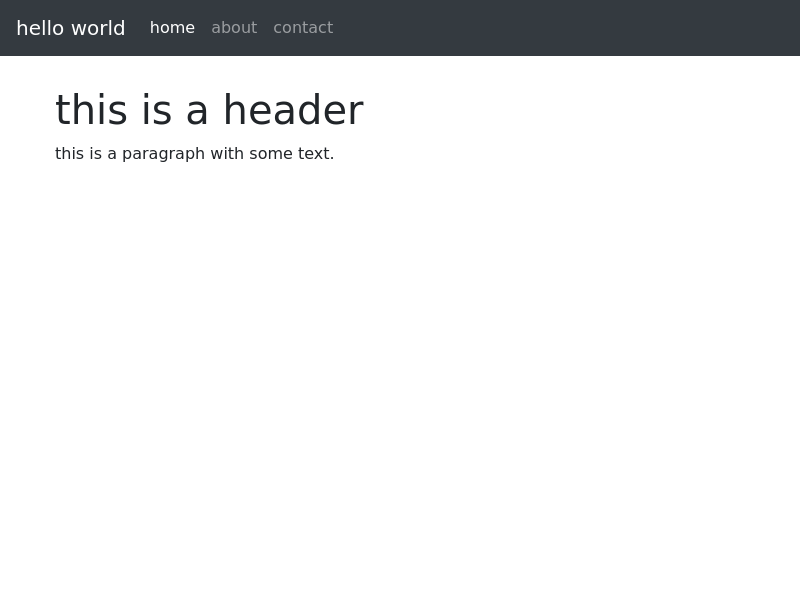 hello world home about contact
this is a header
this is a paragraph with some text.